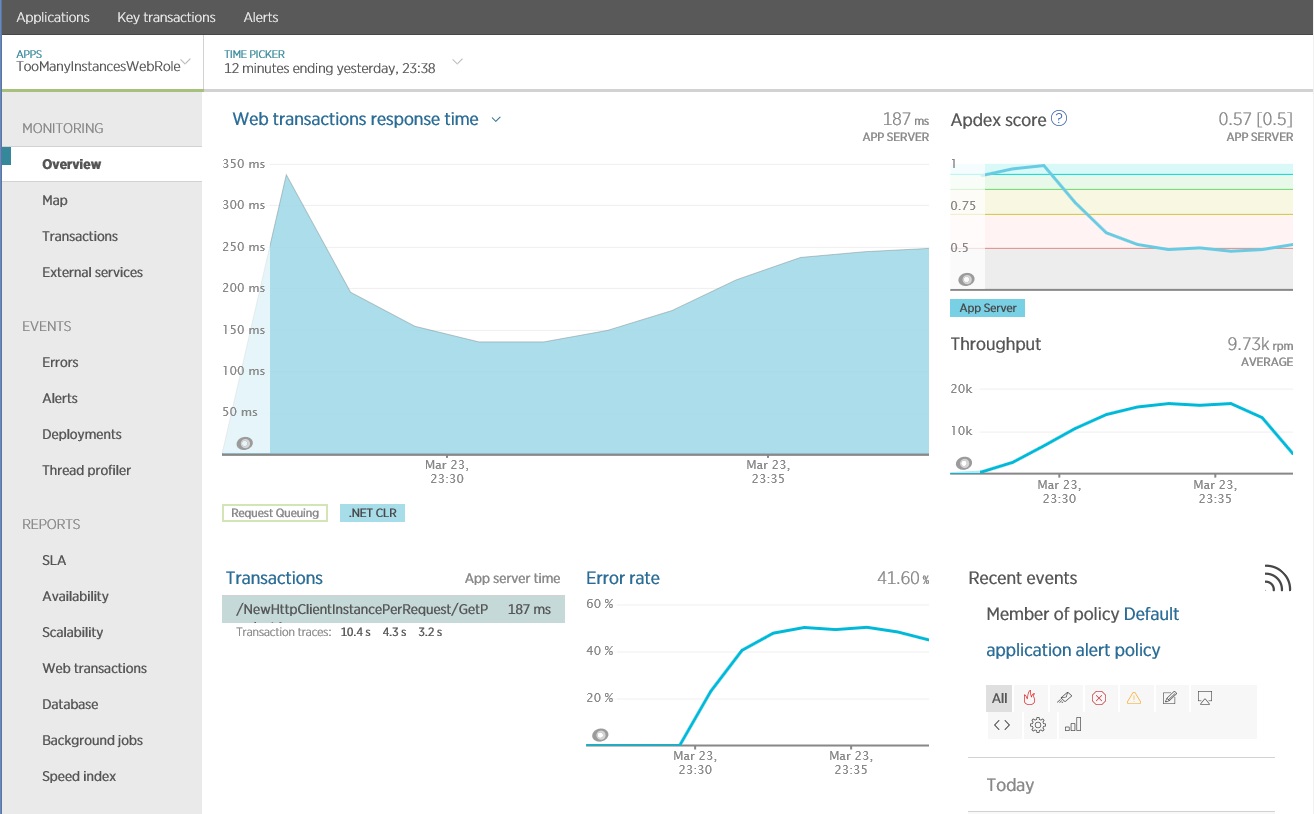 Applications Key transactions Alerts
APPS
TooManyInstancesWebRole
TIME PICKER
12 minutes ending yesterday, 23:38
MONITORING
Overview
Map
Transactions
External services
EVENTS
Errors
Alerts
Deployments
Thread profiler
REPORTS
SLA
Availability
Scalability
Web transactions
Database
Background jobs
Speed index
Web transactions response time
187 ms
APP SERVER
350 ms
300 ms
250 ms
200 ms
150 ms
100 ms
50 ms
Mar 23,
23:30
Mar 23,
23:35
Request Queuing .NET CLR
Apdex score ?
0.57 [0.5]
APP SERVER
1
0.75
0.5
App Server
Throughput
9.73k rpm
AVERAGE
20k
10k
Mar 23,
23:30
Mar 23,
23:35
Transactions App server time
/NewHttpClientInstancePerRequest/GetP 187 ms
Transaction traces: 10.4 s 4.3 s 3.2 s
Error rate 41.60 %
60 %
40 %
20 %
Mar 23,
23:30
Mar 23,
23:35
Recent events
Member of policy Default
application alert policy
All
Today